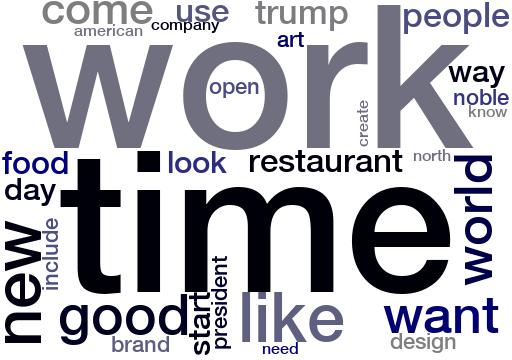 come
use
trump
people
american
company
art
work
way
open
noble
create
know
food
look
restaurant
north
day
time
world
new
include
good
start
president
like
want
brand
need
design